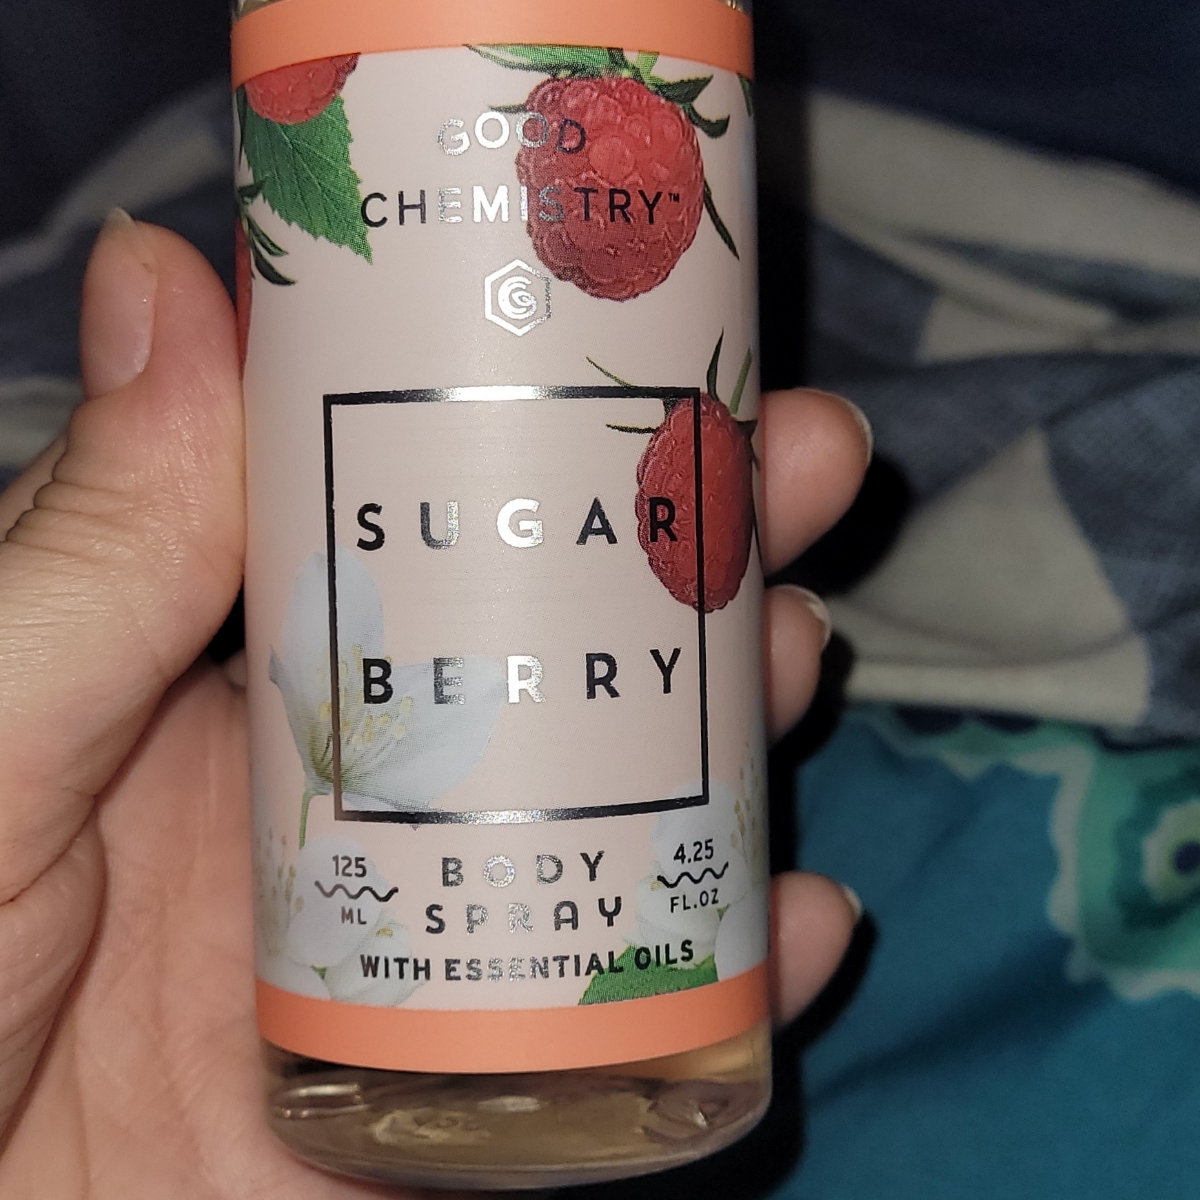 GOOD
CHEMISTRY™
SUGAR
BERRY
125
ML
BODY
SPRAY
4.25
FL.OZ
WITH ESSENTIAL OILS